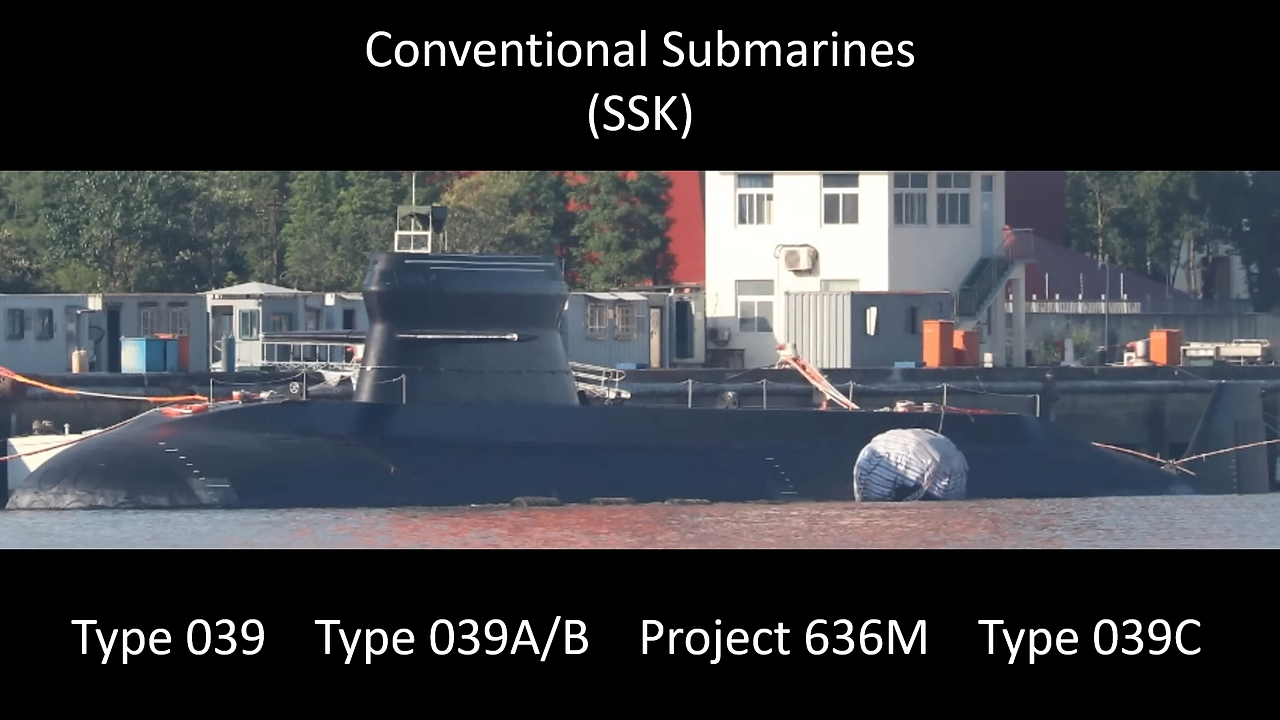 Conventional Submarines
(SSK)
Type 039 Type 039A/B Project 636M Type 039C